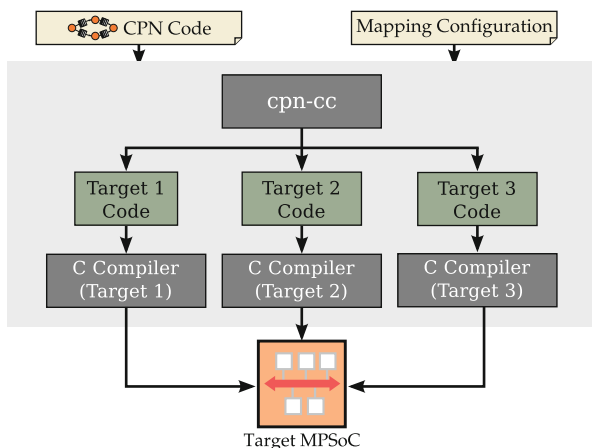 CPN Code
Mapping Configuration
cpn-cc
Target 1
Code
Target 2
Code
Target 3
Code
C Compiler
(Target 1)
C Compiler
(Target 2)
C Compiler
(Target 3)
Target MPSoC